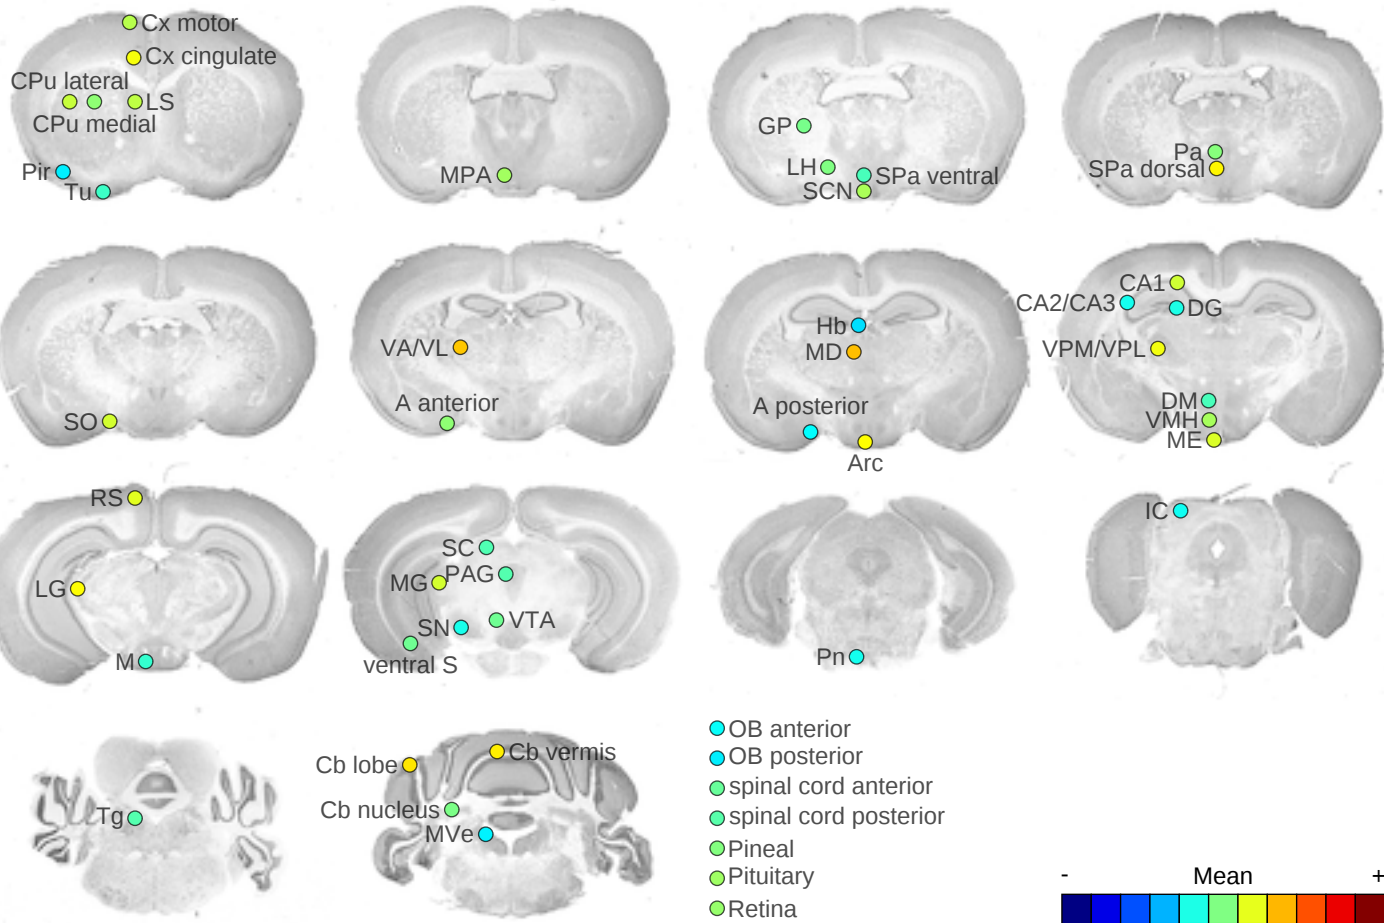 Cx motor
Cx cingulate
CPu lateral
LS
CPu medial
Pir
Tu
MPA
GP
LH
SPa ventral
SCN
Pa
SPa dorsal
SO
VA/VL
A anterior
Hb
MD
A posterior
Arc
CA1
CA2/CA3
DG
VPM/VPL
DM
VMH
ME
RS
LG
M
SC
MG
PAG
SN
VTA
ventral S
Pn
IC
Tg
Cb lobe
Cb vermis
Cb nucleus
MVe
OB anterior
OB posterior
spinal cord anterior
spinal cord posterior
Pineal
Pituitary
Retina
- Mean +